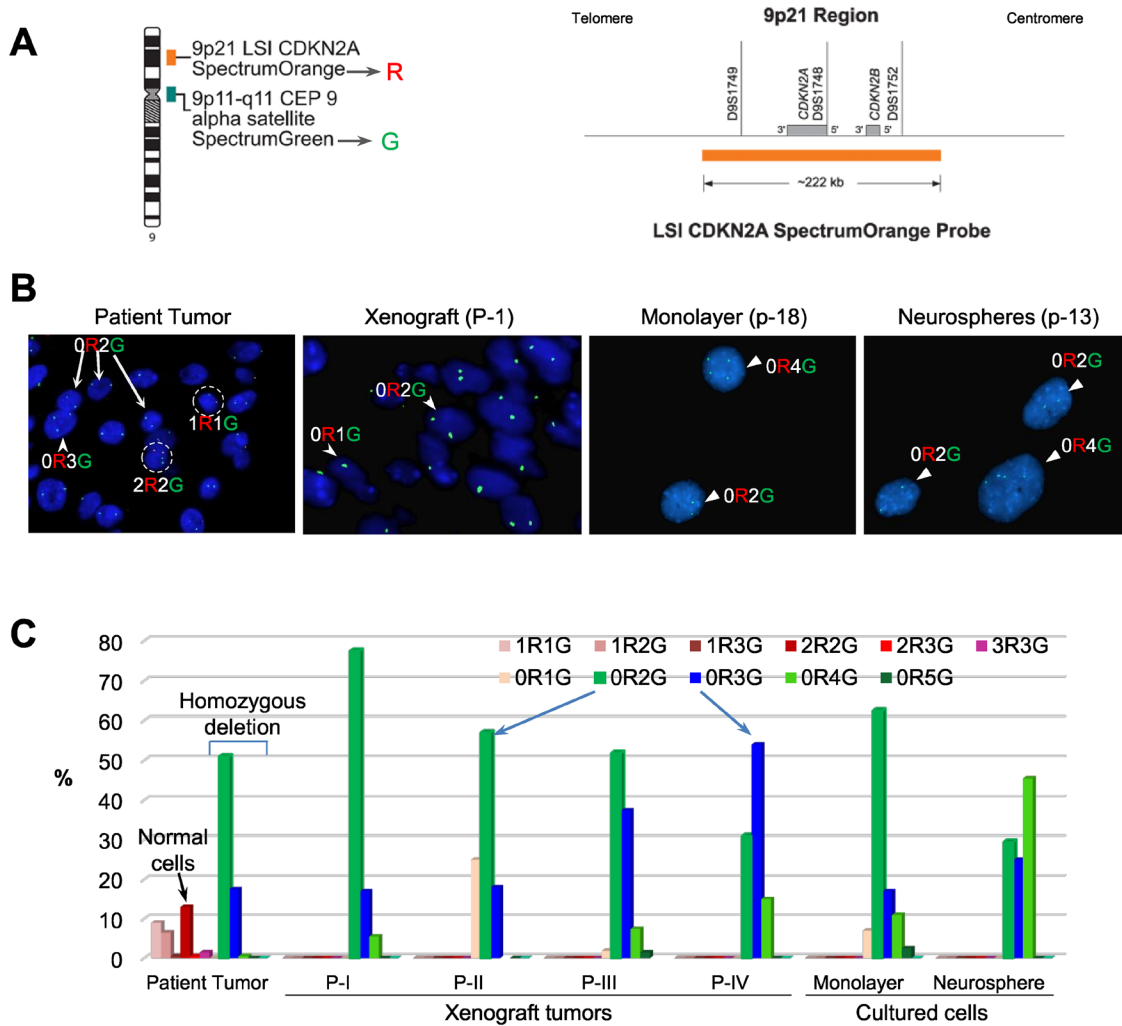 A
9p21 LSI CDKN2A
SpectrumOrange
R
9p11-q11 CEP 9
alpha satellite
SpectrumGreen
G
9
Telomere
9p21 Region
Centromere
D9S1749
CDKN2A
D9S1748
CDKN2B
D9S1752
3' 5' 3' 5'
~222 kb
LSI CDKN2A SpectrumOrange Probe
B
Patient Tumor
Xenograft (P-1)
Monolayer (p-18)
Neurospheres (p-13)
0R2G
1R1G
0R3G
2R2G
0R2G
0R1G
0R4G
0R2G
0R2G
0R2G
0R4G
C
1R1G 1R2G 1R3G 2R2G 2R3G 3R3G
0R1G 0R2G 0R3G 0R4G 0R5G
Homozygous
deletion
Normal
cells
%
80
70
60
50
40
30
20
10
0
Patient Tumor P-I P-II P-III P-IV Monolayer Neurosphere
Xenograft tumors Cultured cells